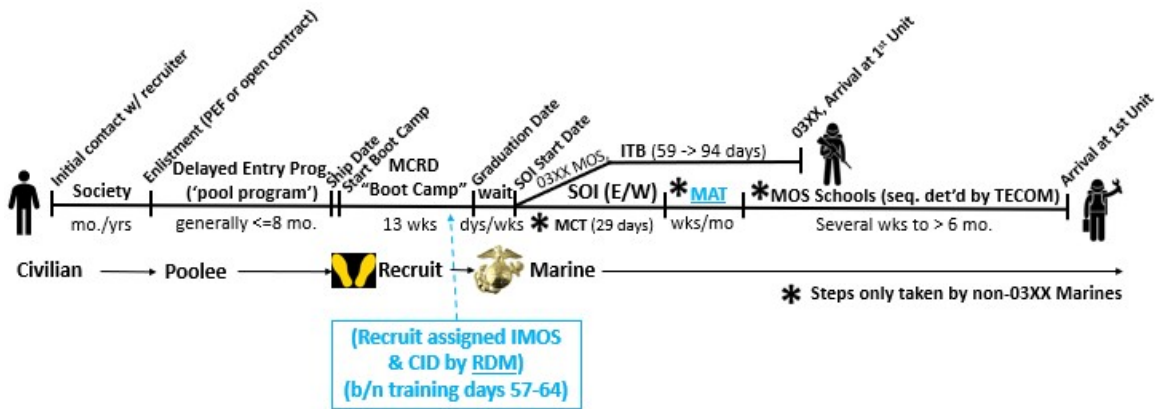 Initial contact w/ recruiter
Enlistment (PEF or open contract)
Ship Date
Start Boot Camp
Graduation Date
SOI Start Date
03XX, Arrival at 1st Unit
Arrival at 1st Unit
03XX MOS,
ITB (59 -> 94 days)
Society
mo./yrs
Delayed Entry Prog.
('pool program')
generally <=8 mo.
MCRD
"Boot Camp"
13 wks
wait
dys/wks
SOI (E/W)
* MCT (29 days)
* MAT
wks/mo
*MOS Schools (seq. det'd by TECOM)
Several wks to > 6 mo.
Civilian
Poolee
Recruit
Marine
* Steps only taken by non-03XX Marines
(Recruit assigned IMOS
& CID by RDM)
(b/n training days 57-64)